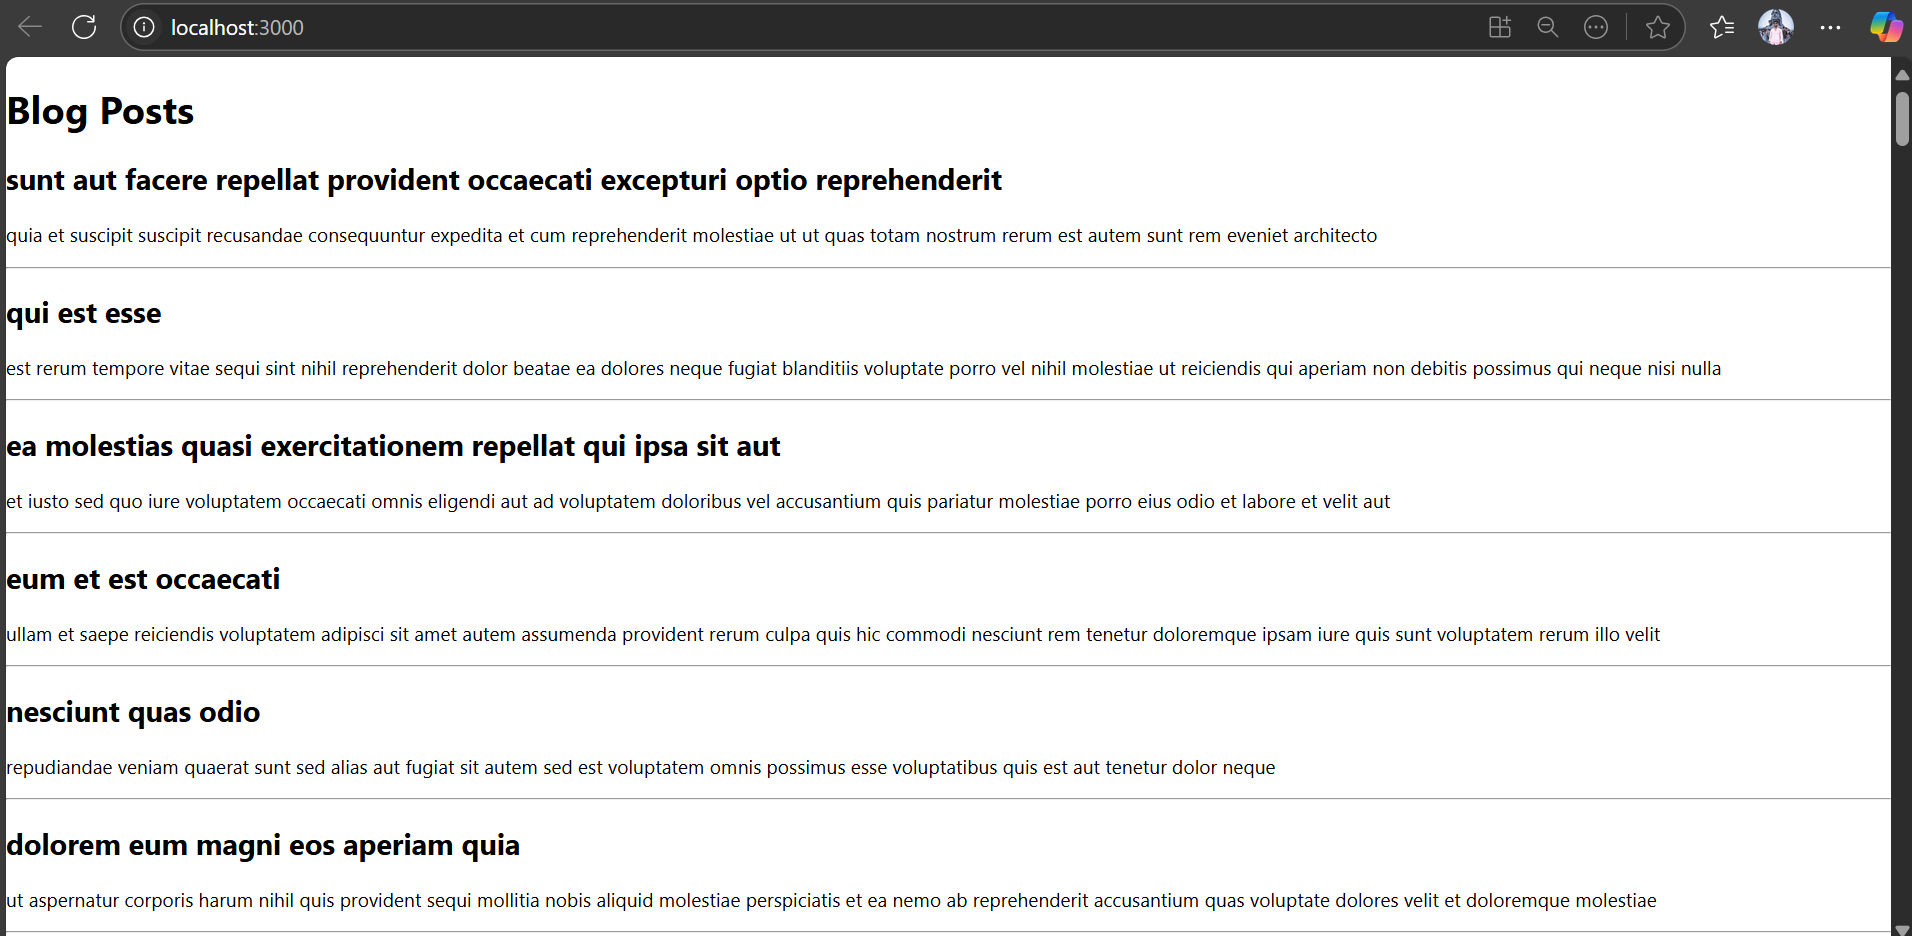 localhost:3000
Blog Posts
sunt aut facere repellat provident occaecati excepturi optio reprehenderit
quia et suscipit suscipit recusandae consequuntur expedita et cum reprehenderit molestiae ut ut quas totam nostrum rerum est autem sunt rem eveniet architecto
qui est esse
est rerum tempore vitae sequi sint nihil reprehenderit dolor beatae ea dolores neque fugiat blanditiis voluptate porro vel nihil molestiae ut reiciendis qui aperiam non debitis possimus qui neque nisi nulla
ea molestias quasi exercitationem repellat qui ipsa sit aut
et iusto sed quo iure voluptatem occaecati omnis eligendi aut ad voluptatem doloribus vel accusantium quis pariatur molestiae porro eius odio et labore et velit aut
eum et est occaecati
ullam et saepe reiciendis voluptatem adipisci sit amet autem assumenda provident rerum culpa quis hic commodi nesciunt rem tenetur doloremque ipsam iure quis sunt voluptatem rerum illo velit
nesciunt quas odio
repudiandae veniam quaerat sunt sed alias aut fugiat sit autem sed est voluptatem omnis possimus esse voluptatibus quis est aut tenetur dolor neque
dolorem eum magni eos aperiam quia
ut aspernatur corporis harum nihil quis provident sequi mollitia nobis aliquid molestiae perspiciatis et ea nemo ab reprehenderit accusantium quas voluptate dolores velit et doloremque molestiae